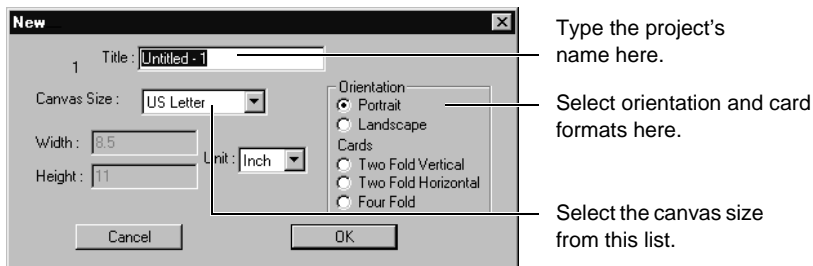 New
1
Title : Untitled - 1
Canvas Size : US Letter
Width : 8.5
Height : 11
Unit : Inch
Orientation
Portrait
Landscape
Cards
Two Fold Vertical
Two Fold Horizontal
Four Fold
Cancel
OK
Type the project's
name here.
Select orientation and card
formats here.
Select the canvas size
from this list.